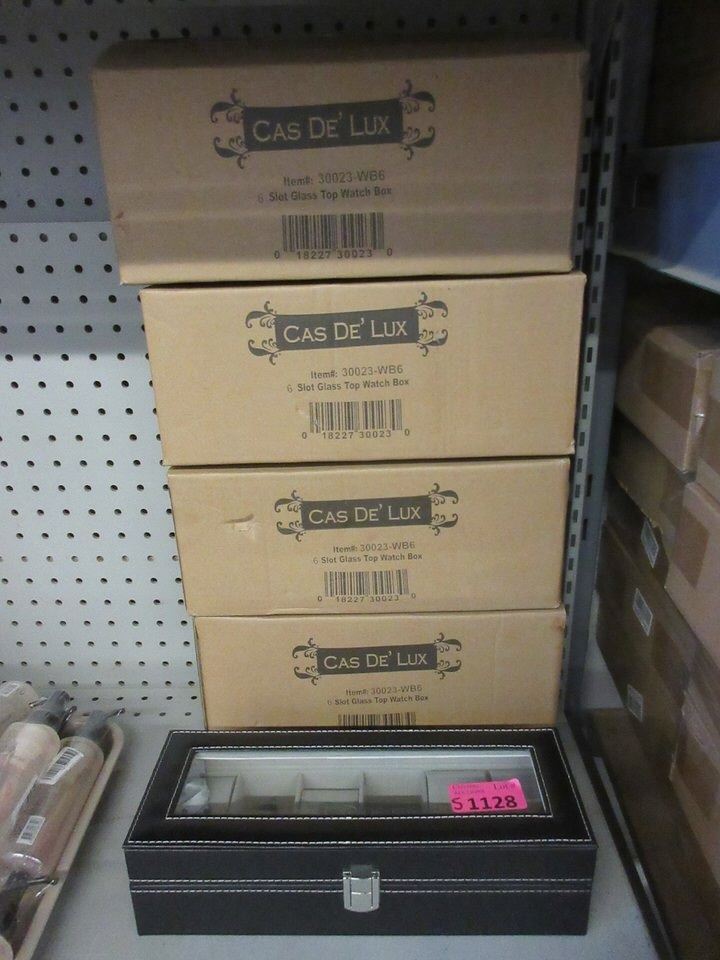 CAS DE' LUX
Item#: 30023-WB6
6 Slot Glass Top Watch Box
0 18227 30023 0
CAS DE' LUX
Item#: 30023-WB6
6 Slot Glass Top Watch Box
0 18227 30023 0
CAS DE' LUX
Item#: 30023-WB6
6 Slot Glass Top Watch Box
0 18227 30023 0
CAS DE' LUX
Item#: 30023-WB6
6 Slot Glass Top Watch Box
Lot#
S 1128